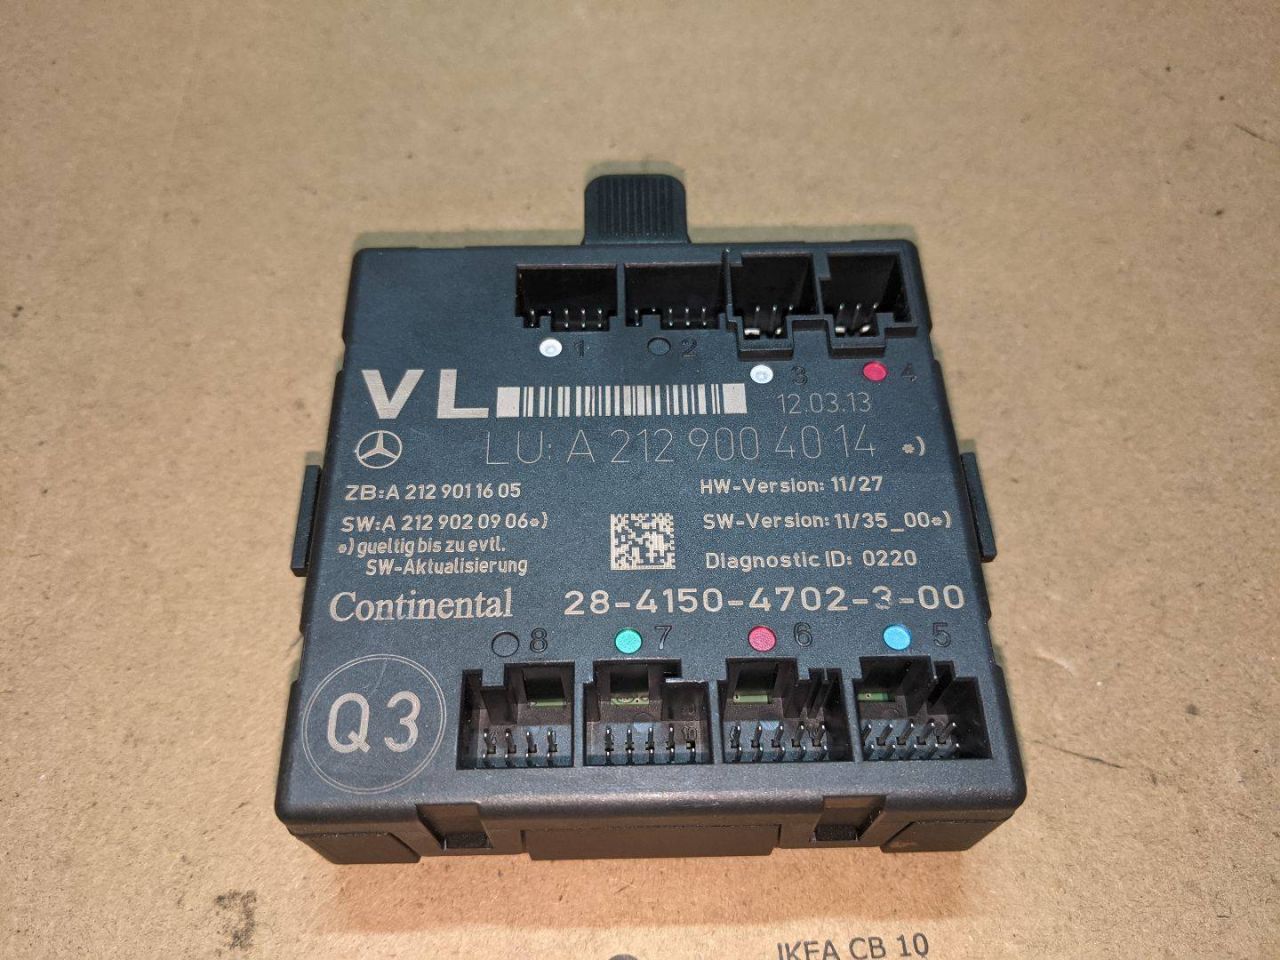 1 2
3 4
VL 12.03.13
LU: A 212 900 40 14 *)
ZB:A 212 901 16 05 HW-Version: 11/27
SW:A 212 902 09 06*) SW-Version: 11/35_00*)
*) gueltig bis zu evtl.
SW-Aktualisierung Diagnostic ID: 0220
Continental 28-4150-4702-3-00
8 7 6 5
Q3
10
IKEA CB 10